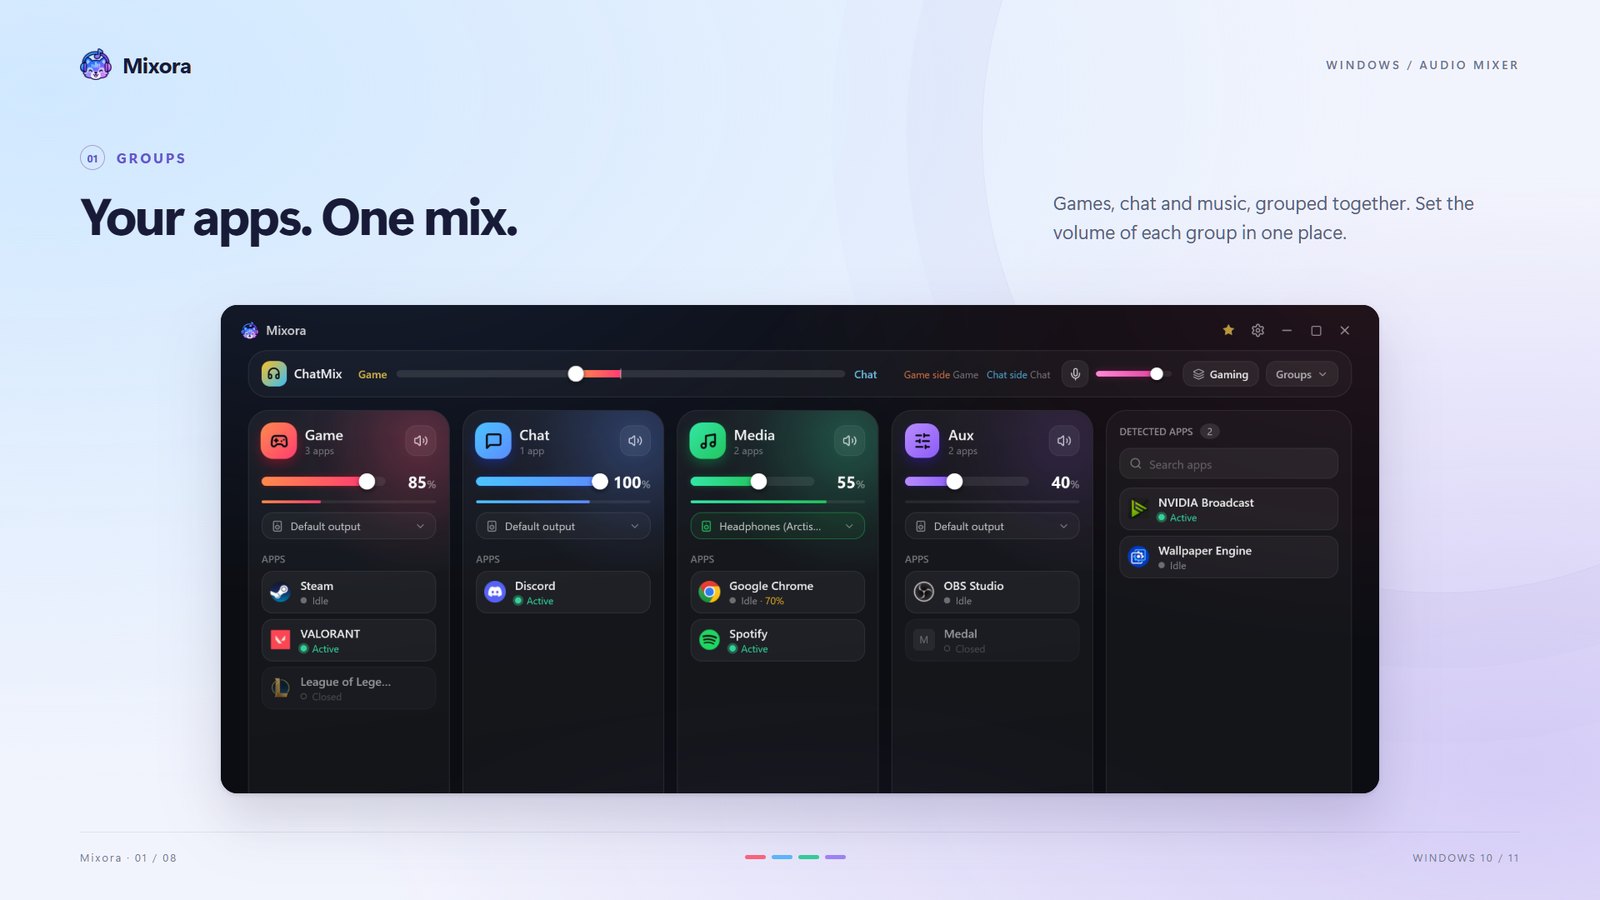 Mixora
WINDOWS / AUDIO MIXER
01 GROUPS
Your apps. One mix.
Games, chat and music, grouped together. Set the
volume of each group in one place.
Mixora
ChatMix Game Chat Game side Game Chat side Chat Gaming Groups
Game
3 apps
85%
Default output
APPS
Steam
Idle
VALORANT
Active
League of Lege...
Closed
Chat
1 app
100%
Default output
APPS
Discord
Active
Media
2 apps
55%
Headphones (Arctis...
APPS
Google Chrome
Idle · 70%
Spotify
Active
Aux
2 apps
40%
Default output
APPS
OBS Studio
Idle
M
Medal
Closed
DETECTED APPS 2
Search apps
NVIDIA Broadcast
Active
Wallpaper Engine
Idle
Mixora · 01 / 08
WINDOWS 10 / 11